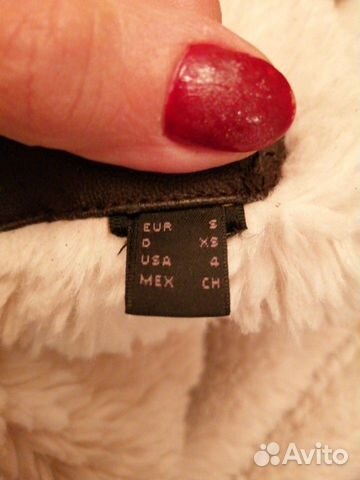 EUR S
D XS
USA 4
MEX CH
Avito